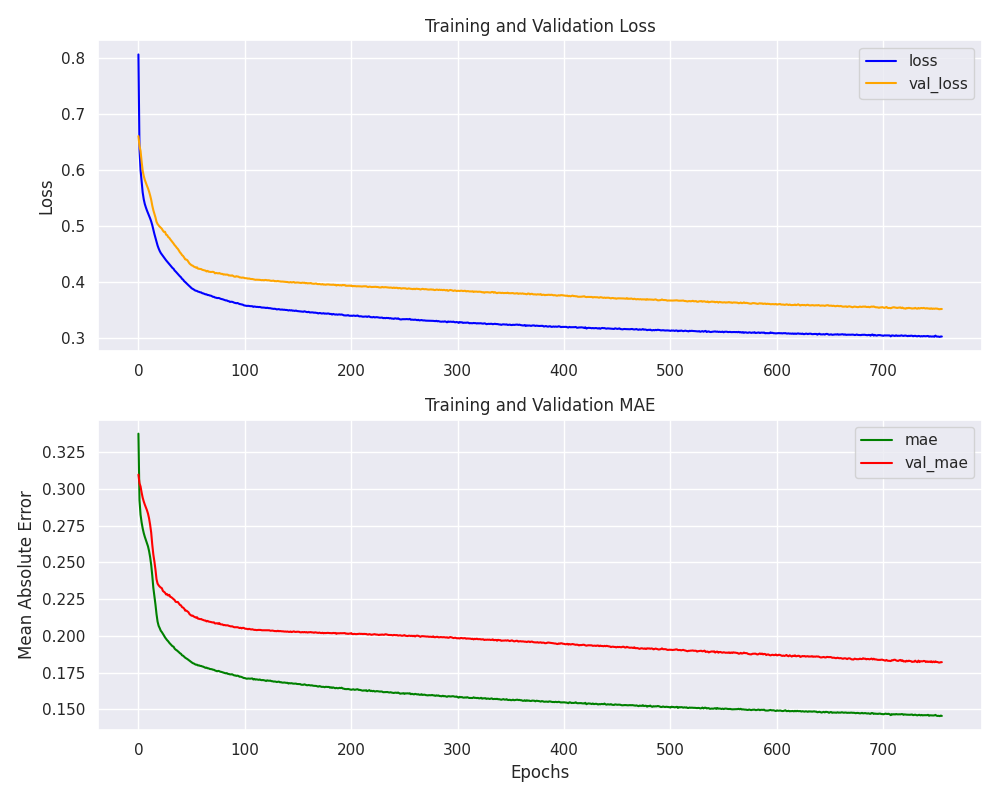 Training and Validation Loss
Loss
0.8
0.7
0.6
0.5
0.4
0.3
loss
val_loss
0 100 200 300 400 500 600 700
Training and Validation MAE
Mean Absolute Error
0.325
0.300
0.275
0.250
0.225
0.200
0.175
0.150
mae
val_mae
0 100 200 300 400 500 600 700
Epochs